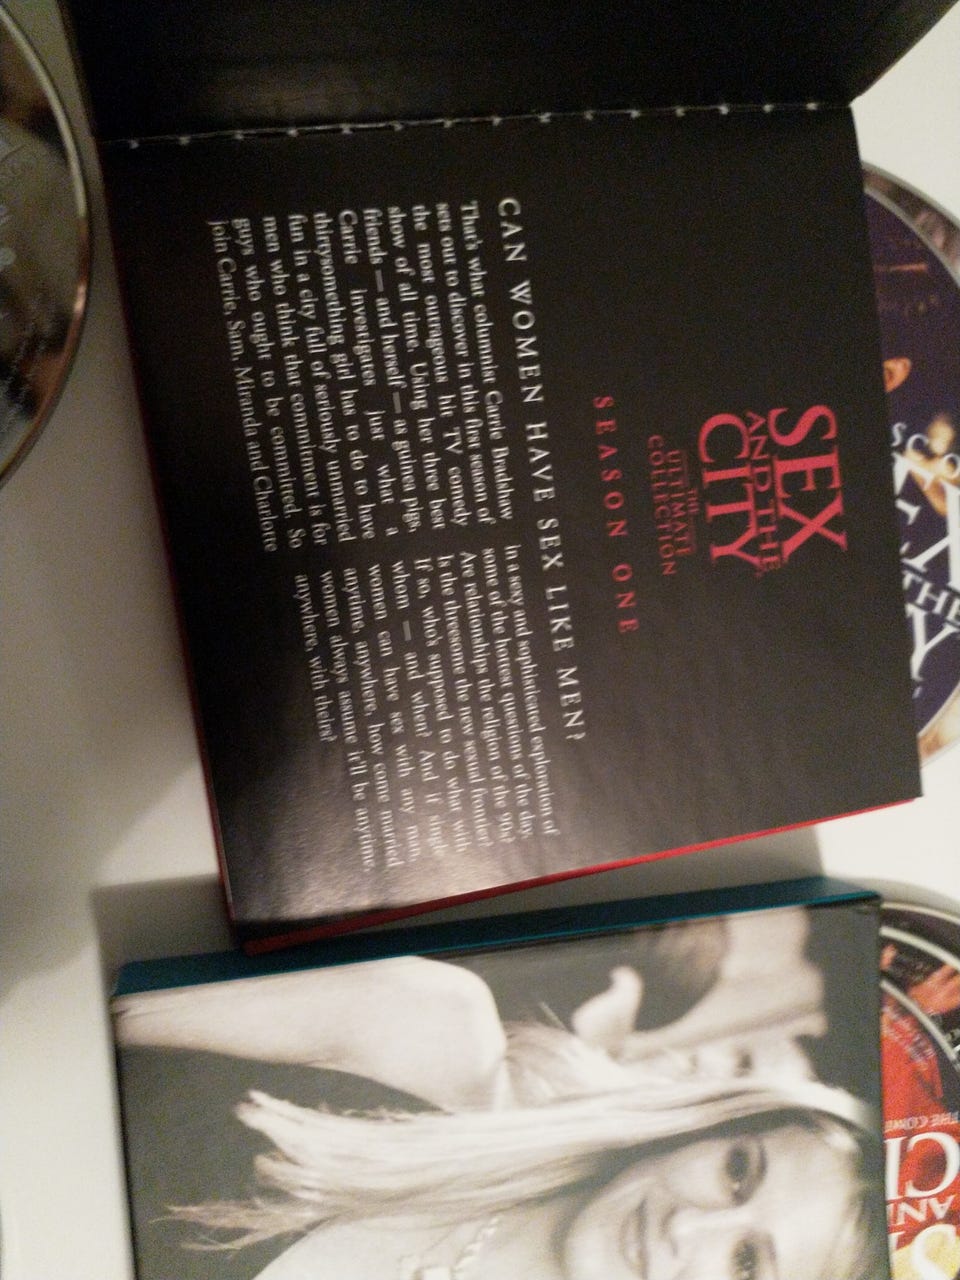 SEX
AND THE
CITY
THE
ULTIMATE
COLLECTION
SEASON ONE
CAN WOMEN HAVE SEX LIKE MEN?
That's what columnist Carrie Bradshaw
sets out to discover in this first season of
the most outrageous hit TV comedy
show of all time. Using her three best
friends — and herself — as guinea pigs,
Carrie investigates just what a
thirtysomething girl has to do to have
fun in a city full of seriously unmarried
men who think that commitment is for
guys who ought to be committed. So
join Carrie, Sam, Miranda and Charlotte
in a sexy and sophisticated exploration of
some of the hottest questions of the day:
Are relationships the religion of the 90s?
Is the threesome the new sexual frontier?
If so, who's supposed to do what with
whom — and when? And if single
women can have sex with any man,
anytime, anywhere, how come married
women always assume it'll be anytime,
anywhere, with theirs?
THE
Y
THE COM
CI
AN
S